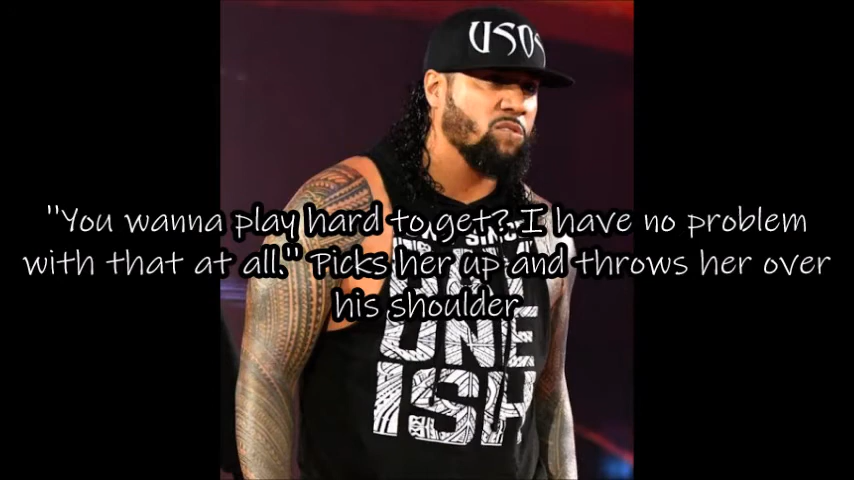 USOS
"You wanna play hard to get? I have no problem
with that at all." Picks her up and throws her over
his shoulder
ONE
ISH